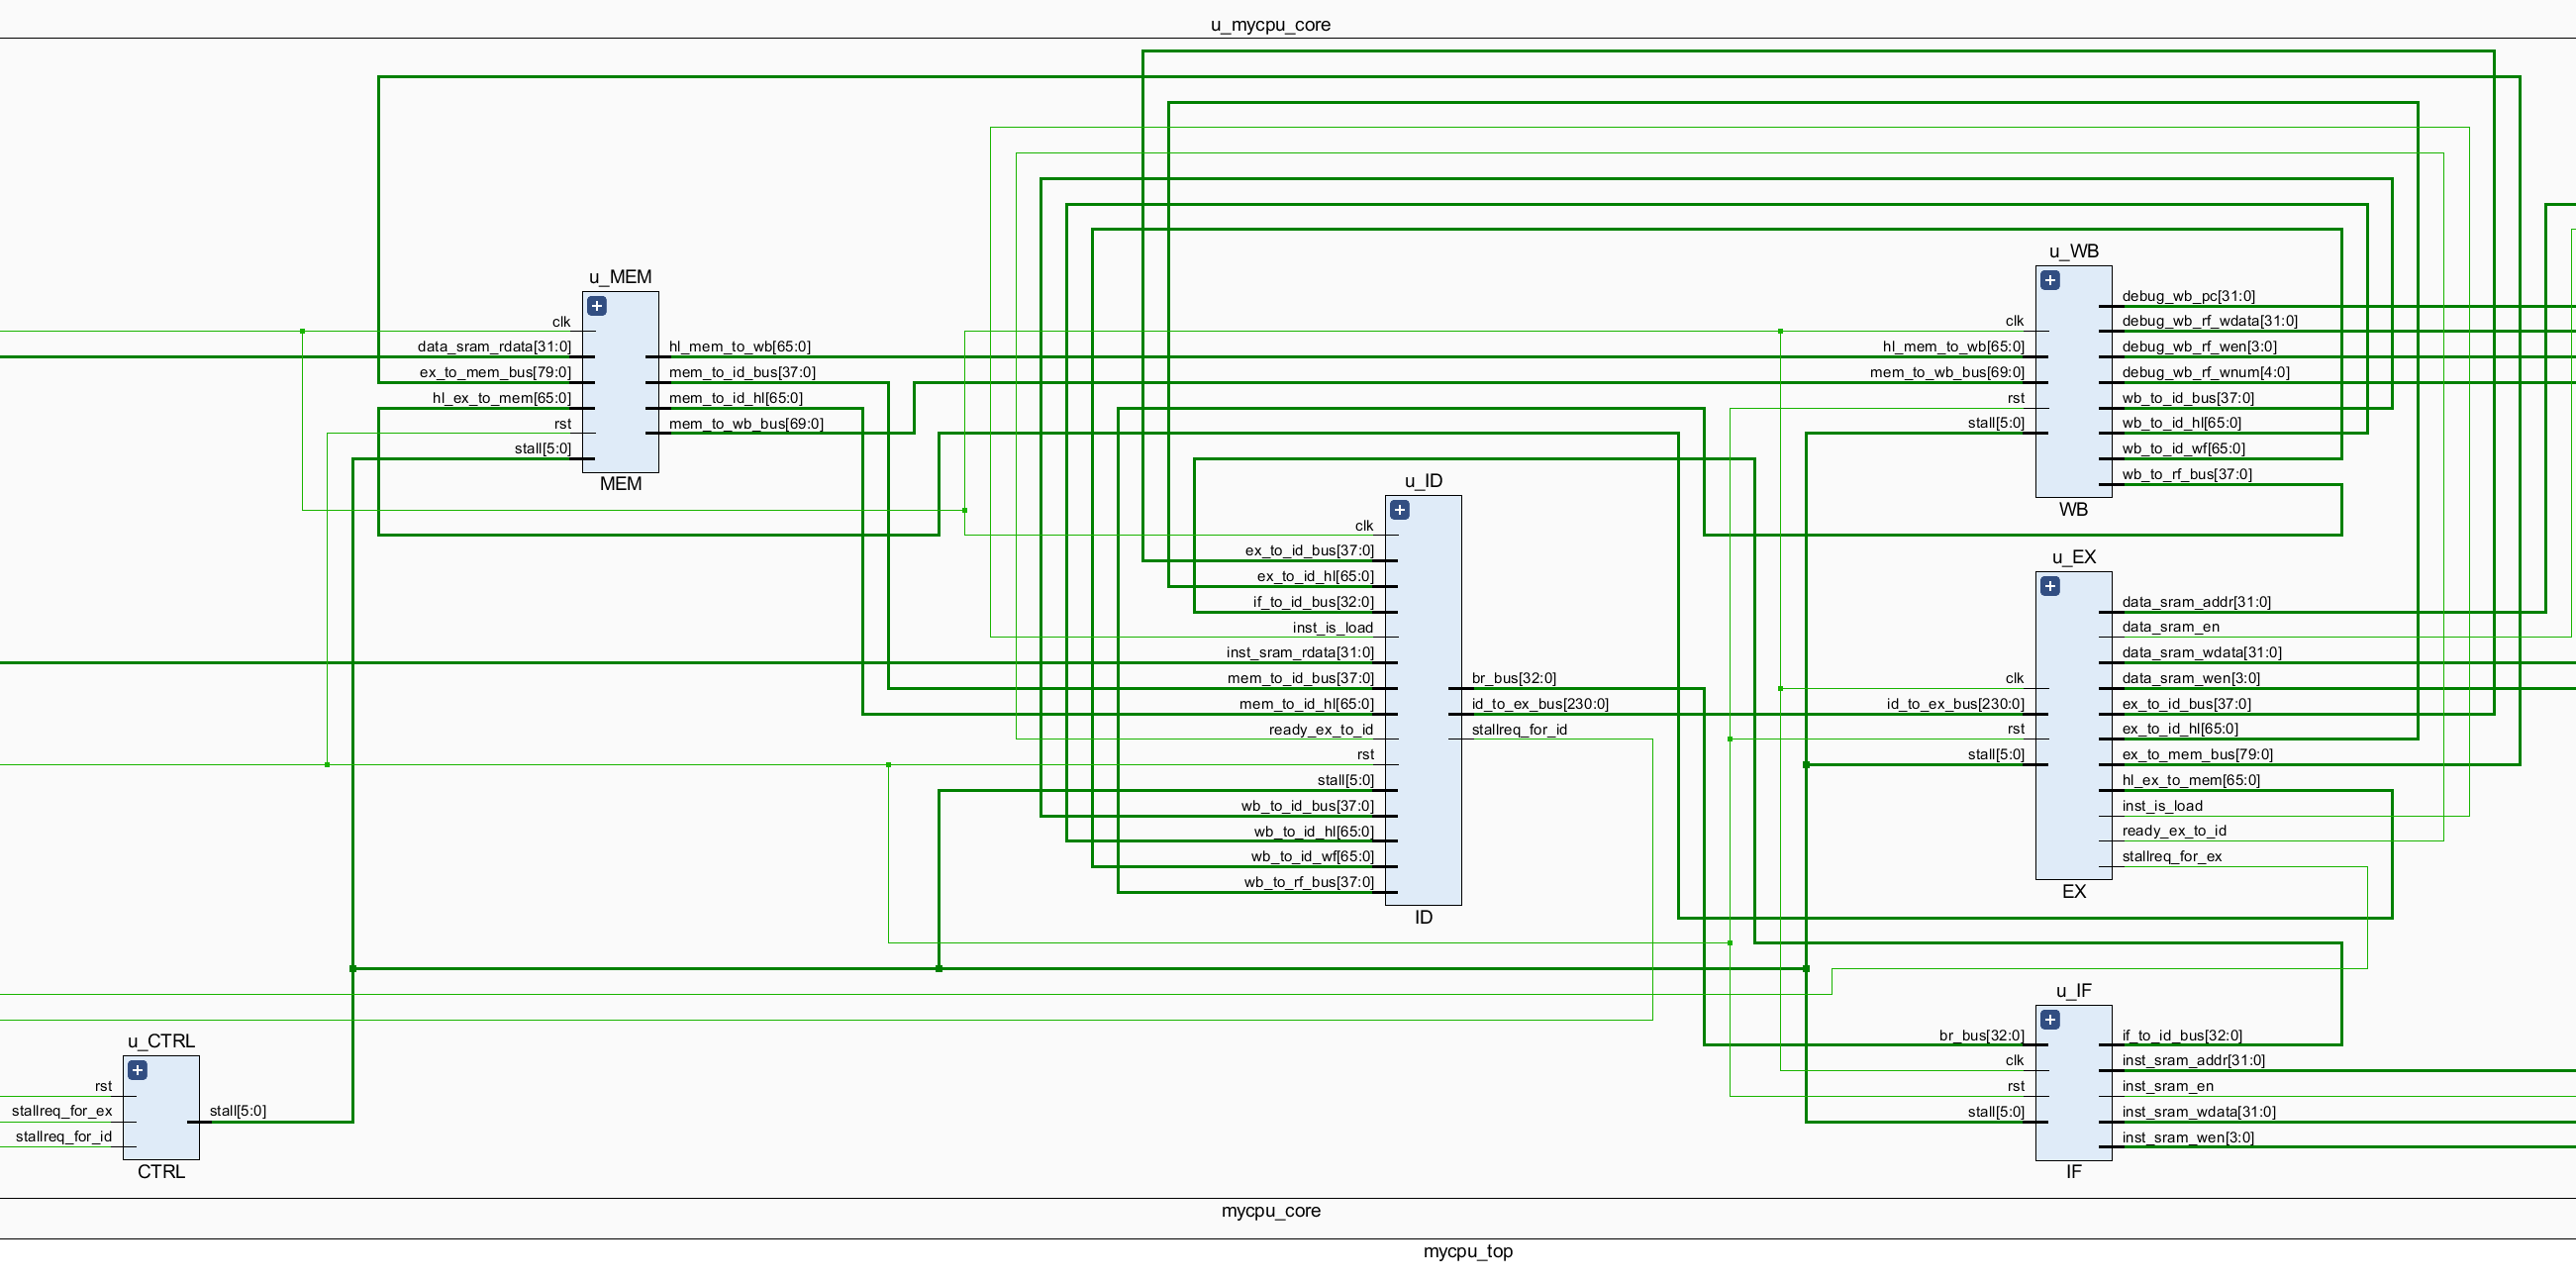 u_mycpu_core
u_MEM
clk
data_sram_rdata[31:0]
ex_to_mem_bus[79:0]
hl_ex_to_mem[65:0]
rst
stall[5:0]
hl_mem_to_wb[65:0]
mem_to_id_bus[37:0]
mem_to_id_hl[65:0]
mem_to_wb_bus[69:0]
MEM
u_WB
clk
hl_mem_to_wb[65:0]
mem_to_wb_bus[69:0]
rst
stall[5:0]
debug_wb_pc[31:0]
debug_wb_rf_wdata[31:0]
debug_wb_rf_wen[3:0]
debug_wb_rf_wnum[4:0]
wb_to_id_bus[37:0]
wb_to_id_hl[65:0]
wb_to_id_wf[65:0]
wb_to_rf_bus[37:0]
WB
u_ID
clk
ex_to_id_bus[37:0]
ex_to_id_hl[65:0]
if_to_id_bus[32:0]
inst_is_load
inst_sram_rdata[31:0]
mem_to_id_bus[37:0]
mem_to_id_hl[65:0]
ready_ex_to_id
rst
stall[5:0]
wb_to_id_bus[37:0]
wb_to_id_hl[65:0]
wb_to_id_wf[65:0]
wb_to_rf_bus[37:0]
br_bus[32:0]
id_to_ex_bus[230:0]
stallreq_for_id
ID
u_EX
clk
id_to_ex_bus[230:0]
rst
stall[5:0]
data_sram_addr[31:0]
data_sram_en
data_sram_wdata[31:0]
data_sram_wen[3:0]
ex_to_id_bus[37:0]
ex_to_id_hl[65:0]
ex_to_mem_bus[79:0]
hl_ex_to_mem[65:0]
inst_is_load
ready_ex_to_id
stallreq_for_ex
EX
u_CTRL
rst
stallreq_for_ex
stallreq_for_id
stall[5:0]
CTRL
u_IF
br_bus[32:0]
clk
rst
stall[5:0]
if_to_id_bus[32:0]
inst_sram_addr[31:0]
inst_sram_en
inst_sram_wdata[31:0]
inst_sram_wen[3:0]
IF
mycpu_core
mycpu_top